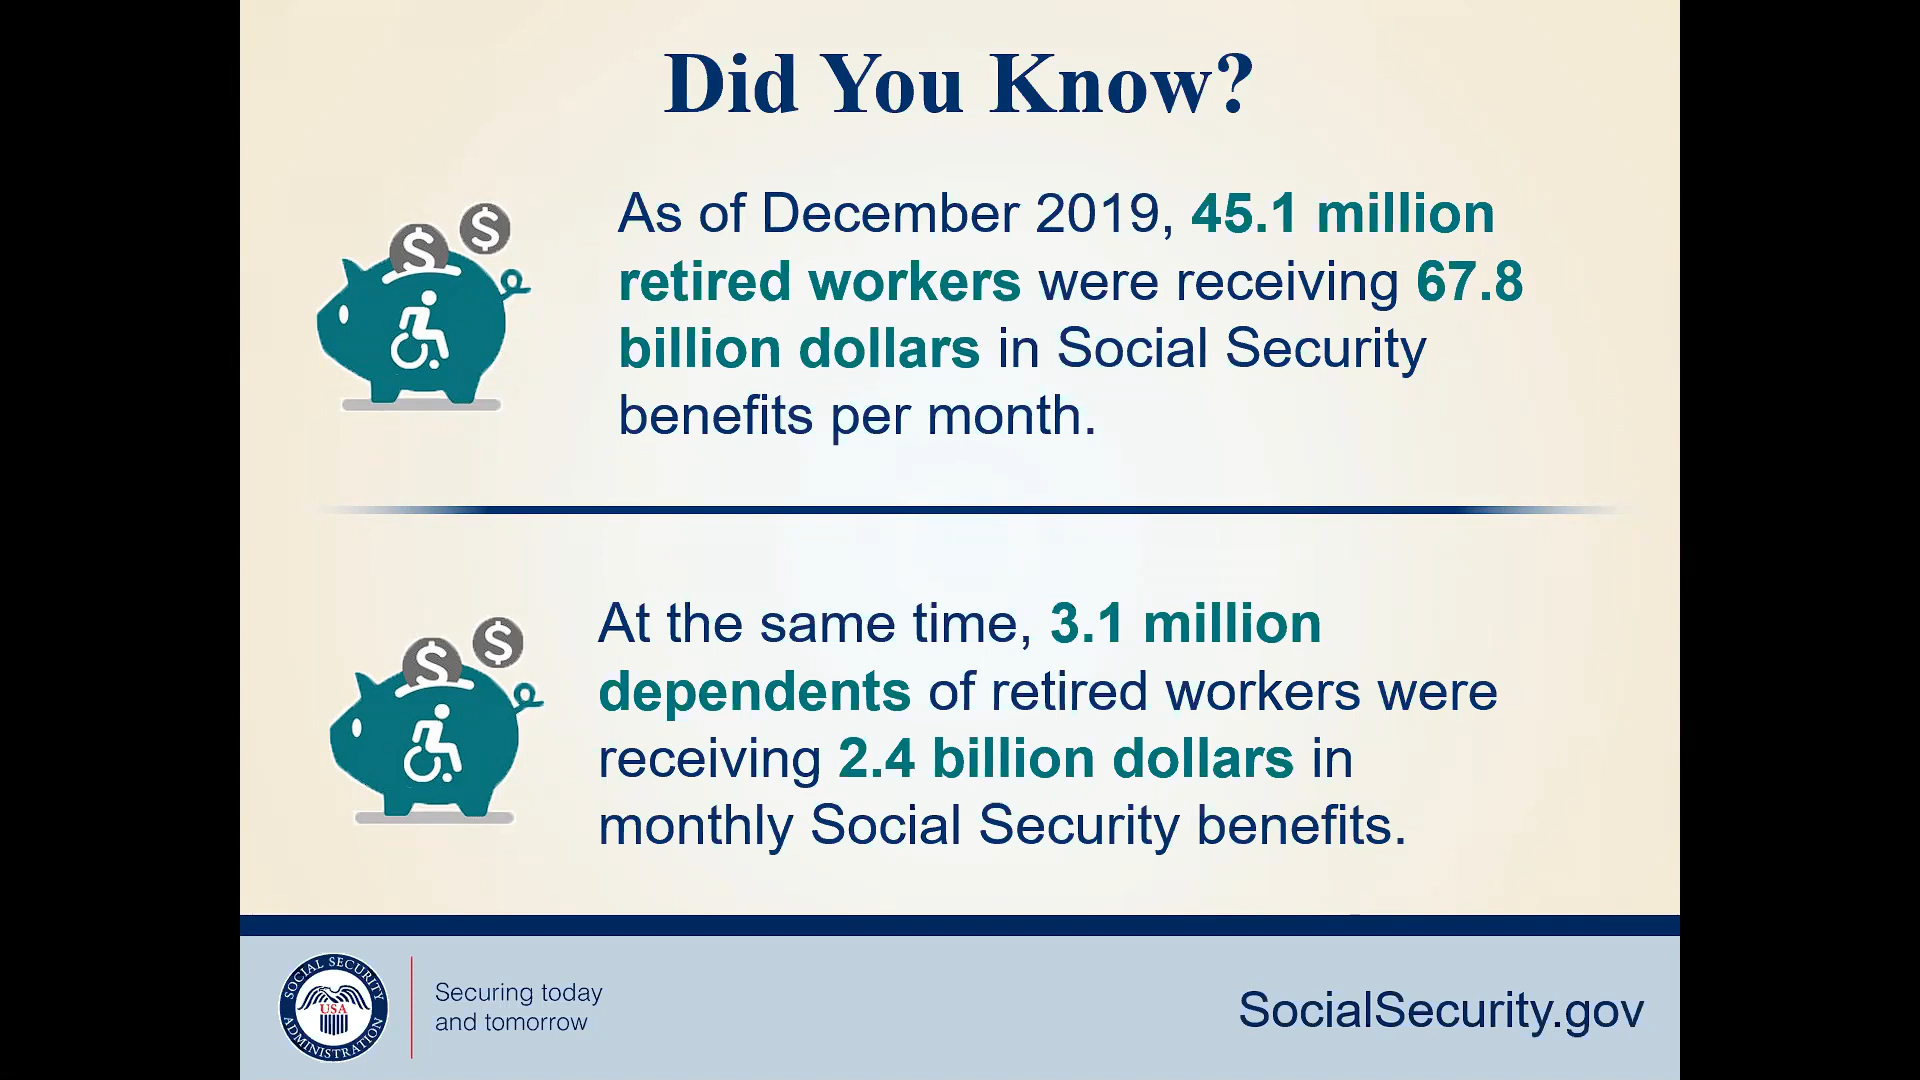 Did You Know?
As of December 2019, 45.1 million
retired workers were receiving 67.8
billion dollars in Social Security
benefits per month.
At the same time, 3.1 million
dependents of retired workers were
receiving 2.4 billion dollars in
monthly Social Security benefits.
SOCIAL SECURITY
USA
ADMINISTRATION
Securing today
and tomorrow
SocialSecurity.gov